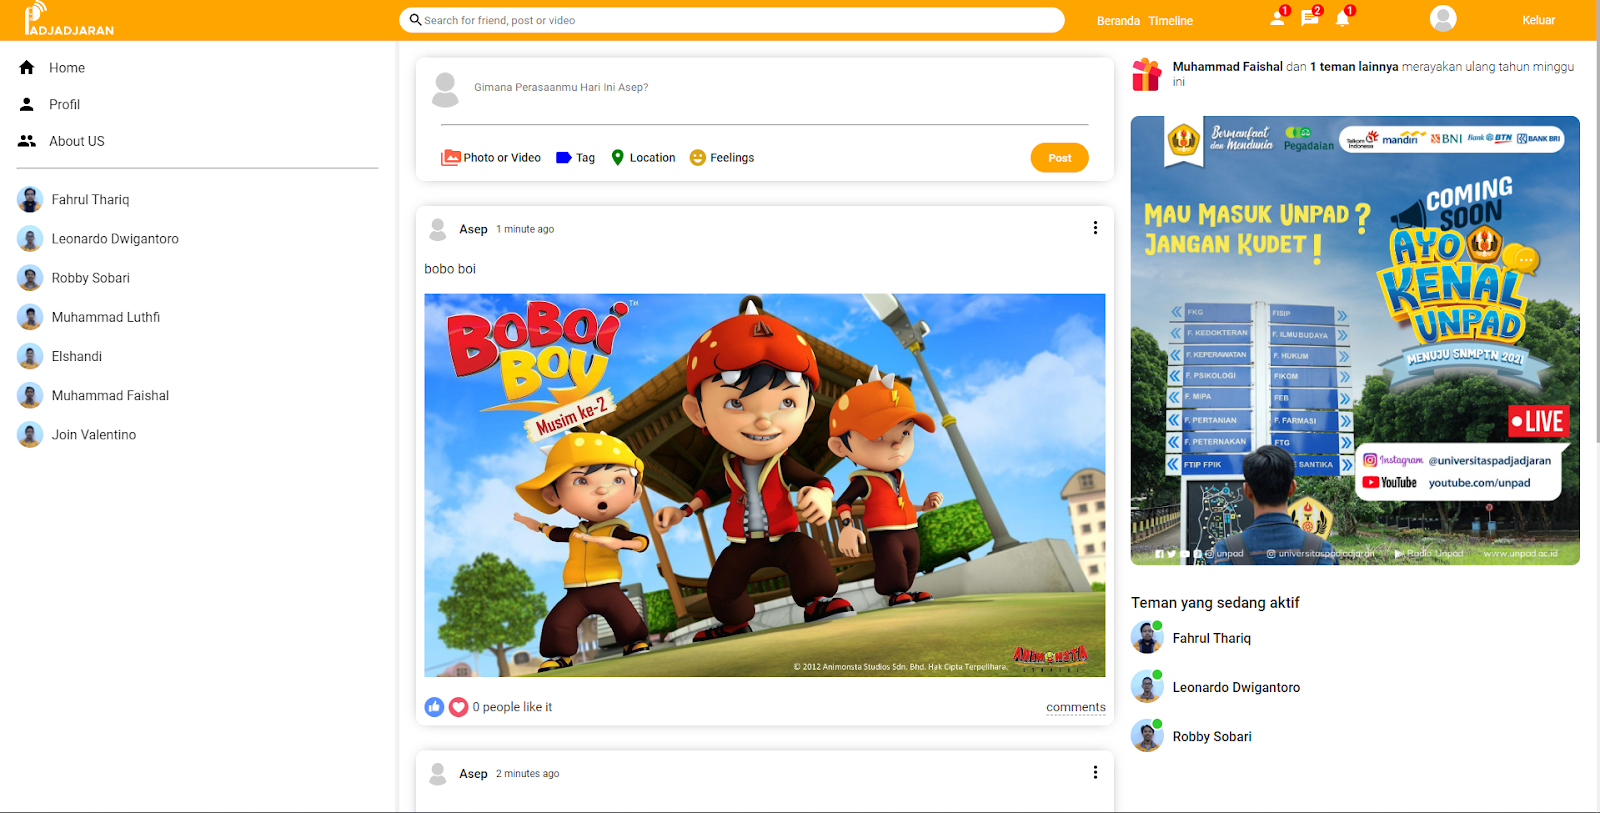 PADJADJARAN
Search for friend, post or video
Beranda Timeline
1
2
1
Keluar
Home
Profil
About US
Fahrul Thariq
Leonardo Dwigantoro
Robby Sobari
Muhammad Luthfi
Elshandi
Muhammad Faishal
Join Valentino
Gimana Perasaanmu Hari Ini Asep?
Photo or Video
Tag
Location
Feelings
Post
Asep 1 minute ago
bobo boi
BOBOI
BOY
TM
Musim ke-2
ANIMONSTA
© 2012 Animonsta Studios Sdn. Bhd. Hak Cipta Terpelihara.
0 people like it
comments
Asep 2 minutes ago
Muhammad Faishal dan 1 teman lainnya merayakan ulang tahun minggu
ini
Bermanfaat
dan Mendunia
Pegadaian
Telkom
Indonesia
mandiri
BNI
Bank BTN
BANK BRI
COMING
SOON
MAU MASUK UNPAD?
JANGAN KUDET!
AYO
KENAL
UNPAD
MENUJU SNMPTN 2021
FKG
F. KEDOKTERAN
F. KEPERAWATAN
F. PSIKOLOGI
F. MIPA
F. PERTANIAN
F. PETERNAKAN
FTIP FPIK
FISIP
F. ILMU BUDAYA
F. HUKUM
FIKOM
FEB
F. FARMASI
FTG
LIVE
Instagram @universitaspadjadjaran
YouTube youtube.com/unpad
unpad
universitaspadjadjaran
Radio Unpad
www.unpad.ac.id
Teman yang sedang aktif
Fahrul Thariq
Leonardo Dwigantoro
Robby Sobari